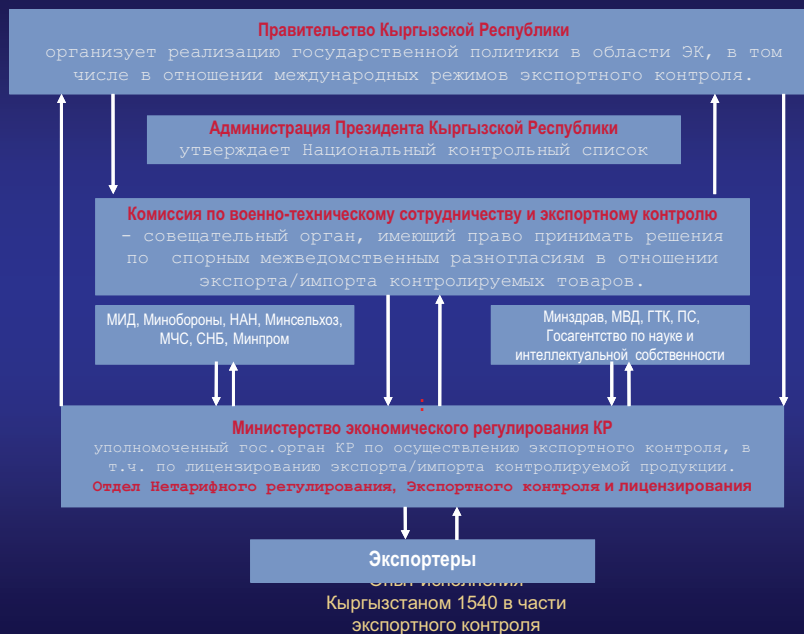 Правительство Кыргызской Республики
организует реализацию государственной политики в области ЭК, в том
числе в отношении международных режимов экспортного контроля.
Администрация Президента Кыргызской Республики
утверждает Национальный контрольный список
Комиссия по военно-техническому сотрудничеству и экспортному контролю
– совещательный орган, имеющий право принимать решения
по спорным межведомственным разногласиям в отношении
экспорта/импорта контролируемых товаров.
МИД, Минобороны, НАН, Минсельхоз,
МЧС, СНБ, Минпром
Минздрав, МВД, ГТК, ПС,
Госагентство по науке и
интеллектуальной собственности
:
Министерство экономического регулирования КР
уполномоченный гос.орган КР по осуществлению экспортного контроля, в
т.ч. по лицензированию экспорта/импорта контролируемой продукции.
Отдел Нетарифного регулирования, Экспортного контроля и лицензирования
Экспортеры
Опыт исполнения
Кыргызстаном 1540 в части
экспортного контроля